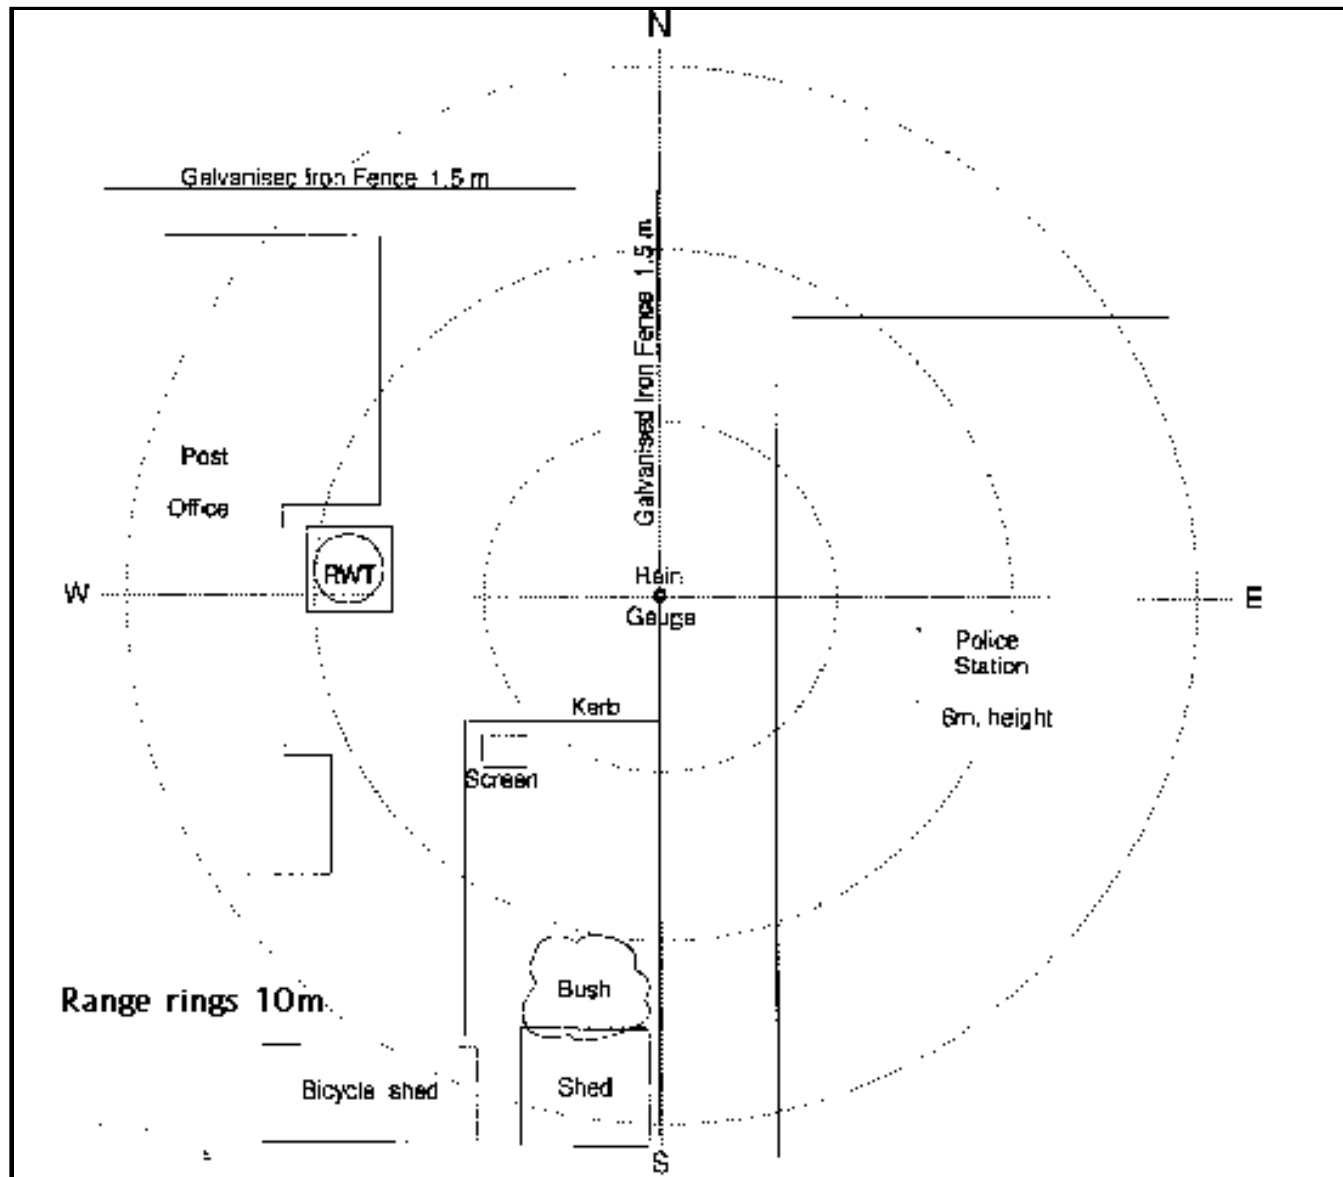 N
Galvanised Iron Fence 1.5 m
Galvanised Iron Fence 1.5 m
Post
Office
RWT
W
Rain
Gauge
E
Police
Station
6m. height
Kerb
Screen
Bush
Range rings 10m
Bicycle shed
Shed
S